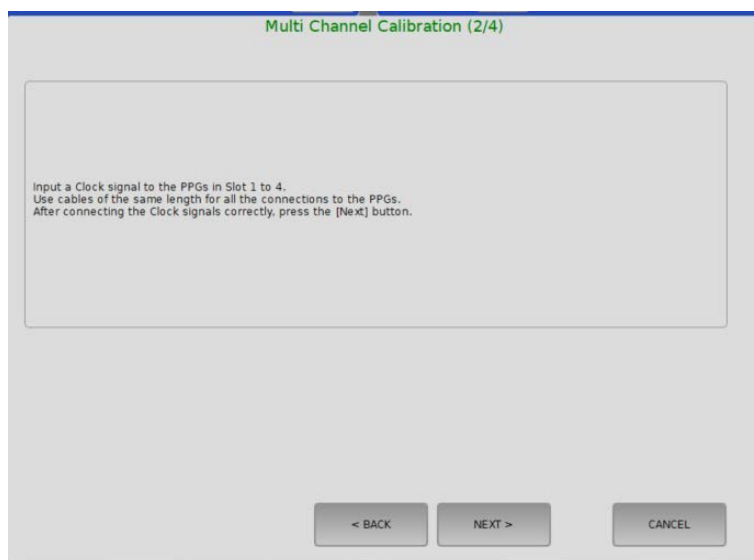 Multi Channel Calibration (2/4)
Input a Clock signal to the PPGs in Slot 1 to 4.
Use cables of the same length for all the connections to the PPGs.
After connecting the Clock signals correctly, press the [Next] button.
< BACK
NEXT >
CANCEL